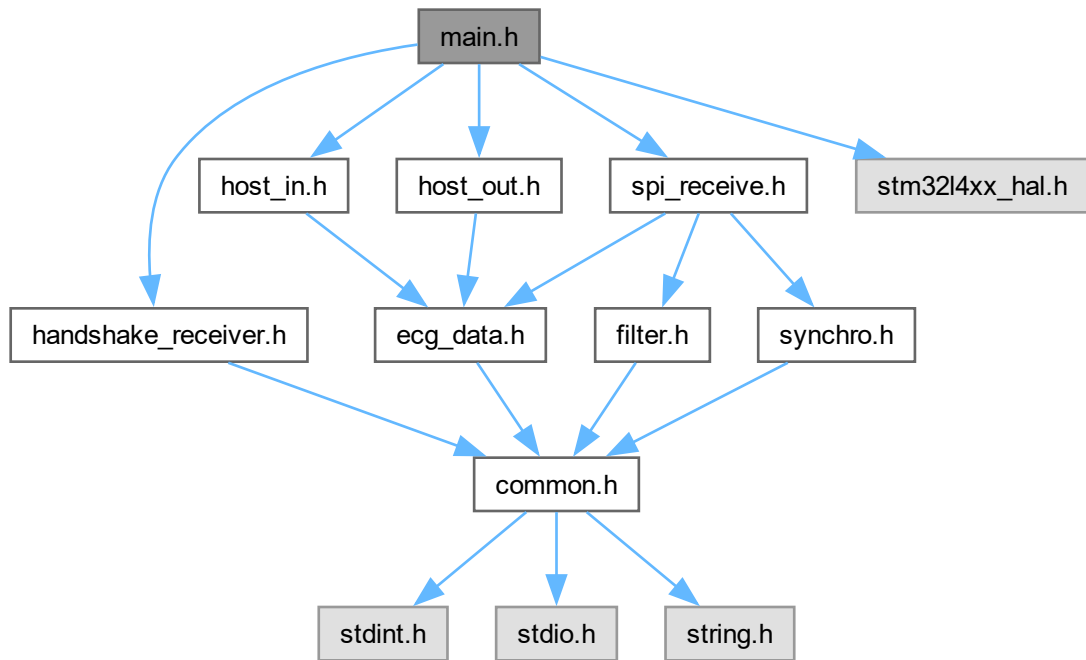 main.h
host_in.h
host_out.h
spi_receive.h
stm32l4xx_hal.h
handshake_receiver.h
ecg_data.h
filter.h
synchro.h
common.h
stdint.h
stdio.h
string.h